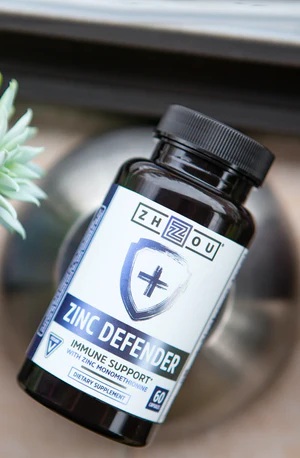 ZHOU
ZINC DEFENDER
IMMUNE SUPPORT*
WITH ZINC MONOMETHIONINE
DIETARY SUPPLEMENT
60